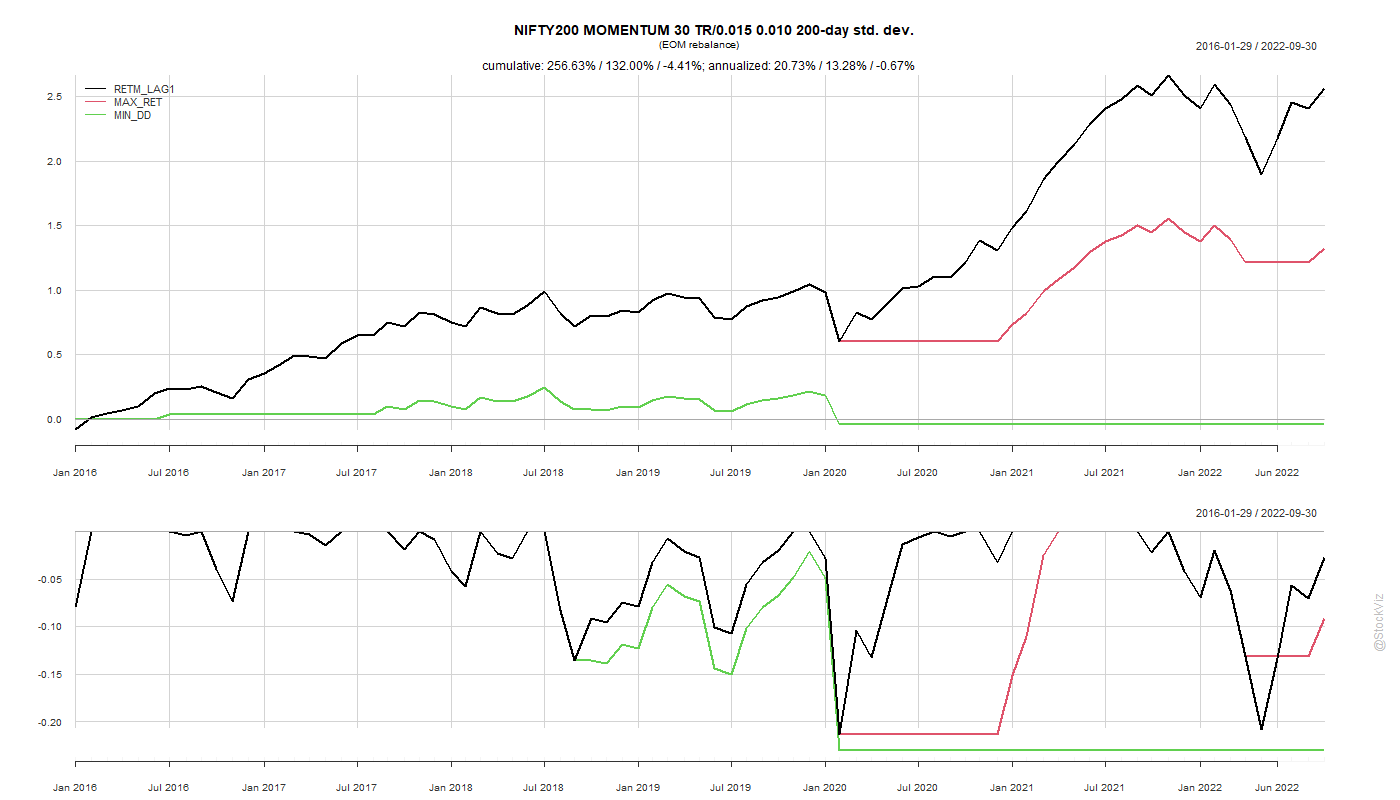 NIFTY200 MOMENTUM 30 TR/0.015 0.010 200-day std. dev.
(EOM rebalance)
2016-01-29 / 2022-09-30
cumulative: 256.63% / 132.00% / -4.41%; annualized: 20.73% / 13.28% / -0.67%
RETM_LAG1
MAX_RET
MIN_DD
2.5
2.0
1.5
1.0
0.5
0.0
Jan 2016 Jul 2016 Jan 2017 Jul 2017 Jan 2018 Jul 2018 Jan 2019 Jul 2019 Jan 2020 Jul 2020 Jan 2021 Jul 2021 Jan 2022 Jun 2022
2016-01-29 / 2022-09-30
-0.05
-0.10
-0.15
-0.20
Jan 2016 Jul 2016 Jan 2017 Jul 2017 Jan 2018 Jul 2018 Jan 2019 Jul 2019 Jan 2020 Jul 2020 Jan 2021 Jul 2021 Jan 2022 Jun 2022
@StockViz